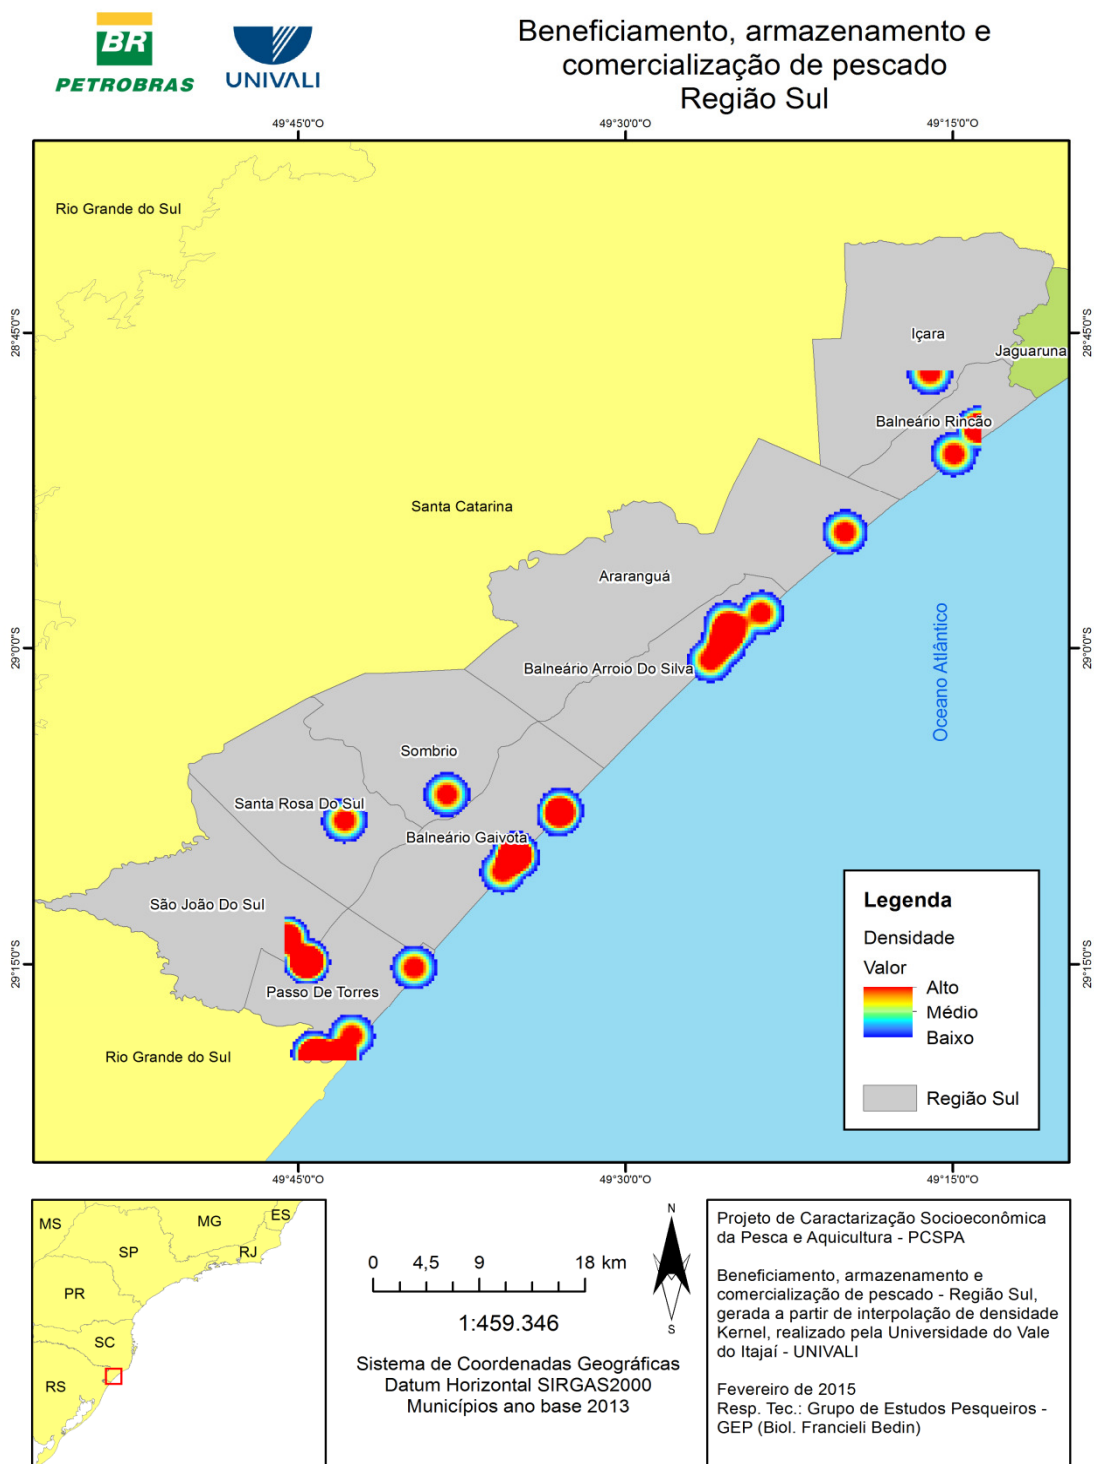 BR
PETROBRAS
UNIVALI
Beneficiamento, armazenamento e
comercialização de pescado
Região Sul
49°45'0"O
49°30'0"O
49°15'0"O
Rio Grande do Sul
28°45'0"S
28°45'0"S
Içara
Jaguaruna
Balneário Rincão
Santa Catarina
Araranguá
Oceano Atlântico
29°0'0"S
29°0'0"S
Balneário Arroio Do Silva
Sombrio
Santa Rosa Do Sul
Balneário Gaivota
São João Do Sul
29°15'0"S
29°15'0"S
Passo De Torres
Rio Grande do Sul
Legenda
Densidade
Valor
Alto
Médio
Baixo
Região Sul
49°45'0"O
49°30'0"O
49°15'0"O
MS
MG
ES
SP
RJ
PR
SC
RS
0 4,5 9 18 km
1:459.346
N
S
Sistema de Coordenadas Geográficas
Datum Horizontal SIRGAS2000
Municípios ano base 2013
Projeto de Caractarização Socioeconômica
da Pesca e Aquicultura - PCSPA
Beneficiamento, armazenamento e
comercialização de pescado - Região Sul,
gerada a partir de interpolação de densidade
Kernel, realizado pela Universidade do Vale
do Itajaí - UNIVALI
Fevereiro de 2015
Resp. Tec.: Grupo de Estudos Pesqueiros -
GEP (Biol. Francieli Bedin)